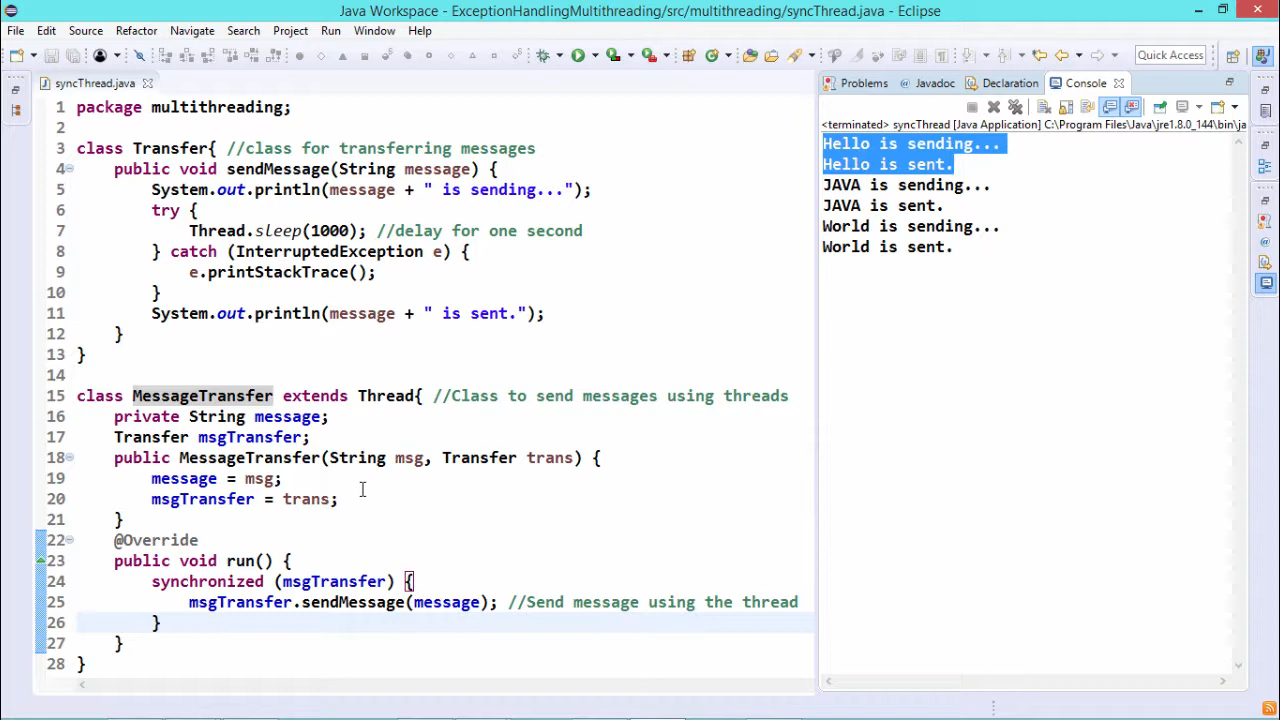 Java Workspace - ExceptionHandlingMultithreading/src/multithreading/syncThread.java - Eclipse
File Edit Source Refactor Navigate Search Project Run Window Help
Quick Access
syncThread.java
1 package multithreading;
2
3 class Transfer{ //class for transferring messages
4 public void sendMessage(String message) {
5 System.out.println(message + " is sending...");
6 try {
7 Thread.sleep(1000); //delay for one second
8 } catch (InterruptedException e) {
9 e.printStackTrace();
10 }
11 System.out.println(message + " is sent.");
12 }
13 }
14
15 class MessageTransfer extends Thread{ //Class to send messages using threads
16 private String message;
17 Transfer msgTransfer;
18 public MessageTransfer(String msg, Transfer trans) {
19 message = msg;
20 msgTransfer = trans;
21 }
22 @Override
23 public void run() {
24 synchronized (msgTransfer) {
25 msgTransfer.sendMessage(message); //Send message using the thread
26 }
27 }
28 }
Problems Javadoc Declaration Console
<terminated> syncThread [Java Application] C:\Program Files\Java\jre1.8.0_144\bin\ja
Hello is sending...
Hello is sent.
JAVA is sending...
JAVA is sent.
World is sending...
World is sent.